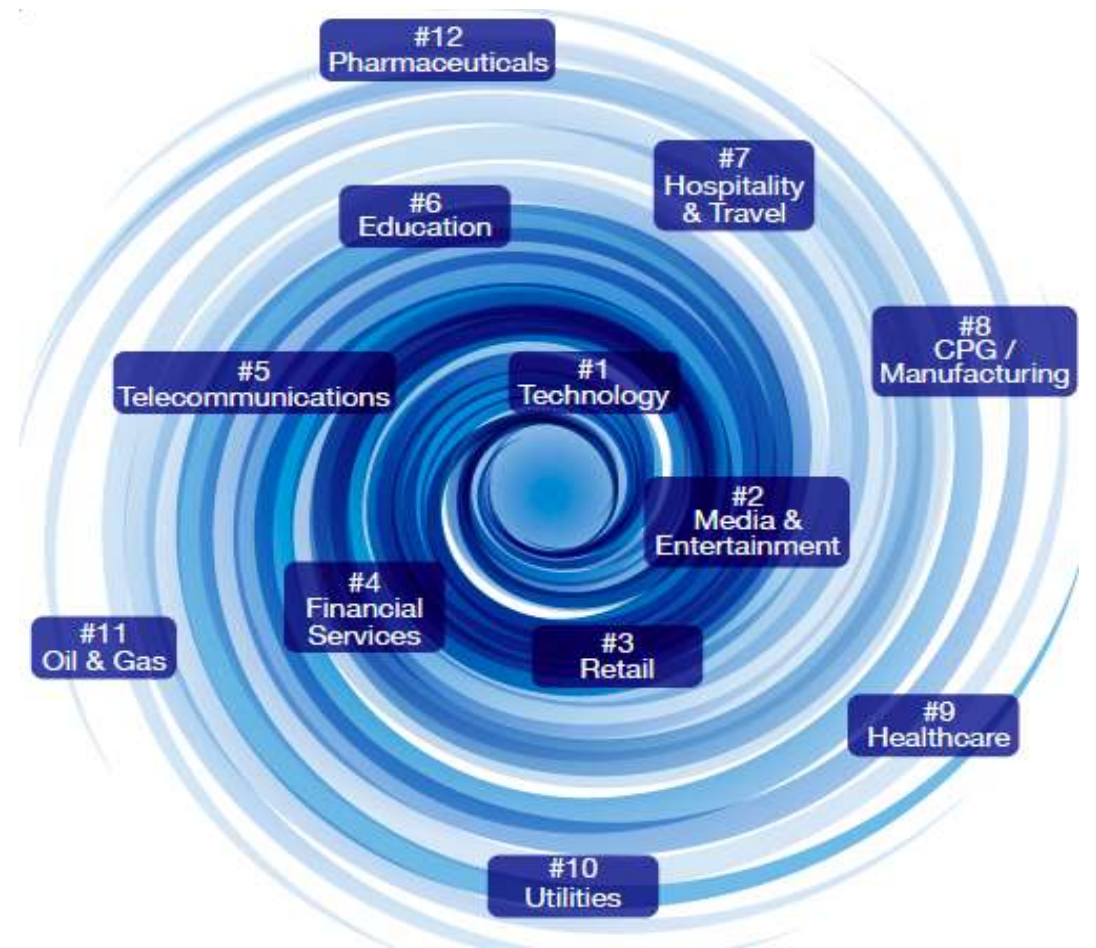 #12
Pharmaceuticals
#7
Hospitality
& Travel
#6
Education
#8
CPG /
Manufacturing
#5
Telecommunications
#1
Technology
#2
Media &
Entertainment
#4
Financial
Services
#11
Oil & Gas
#3
Retail
#9
Healthcare
#10
Utilities